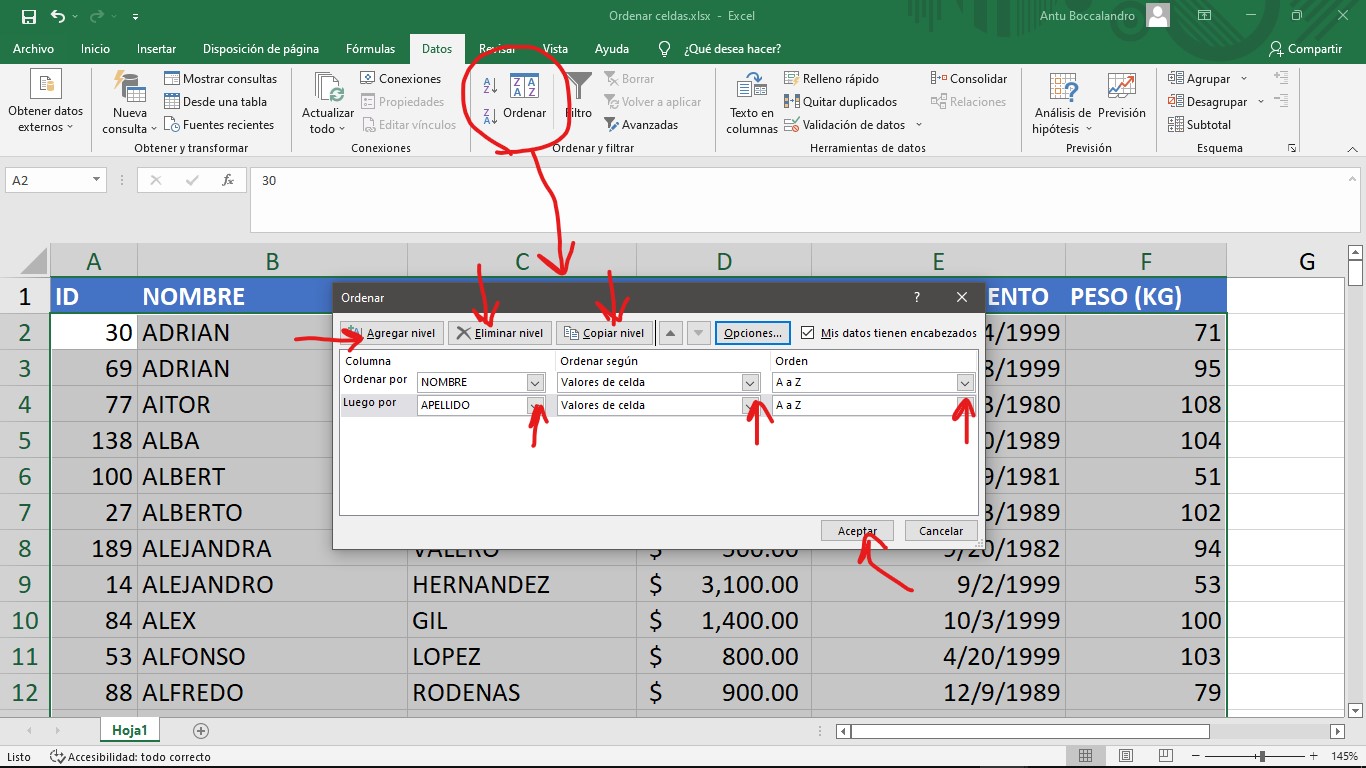 Ordenar celdas.xlsx - Excel
Antu Boccalandro
Archivo Inicio Insertar Disposición de página Fórmulas Datos Revisar Vista Ayuda ¿Qué desea hacer? Compartir
Obtener datos externos
Nueva consulta
Mostrar consultas
Desde una tabla
Fuentes recientes
Obtener y transformar
Actualizar todo
Conexiones
Propiedades
Editar vínculos
Conexiones
Ordenar
Filtro
Borrar
Volver a aplicar
Avanzadas
Ordenar y filtrar
Texto en columnas
Relleno rápido
Quitar duplicados
Validación de datos
Consolidar
Relaciones
Herramientas de datos
Análisis de hipótesis
Previsión
Previsión
Agrupar
Desagrupar
Subtotal
Esquema
A2 fx 30
A B C D E F G
1 ID NOMBRE ENTO PESO (KG)
Ordenar ?
Agregar nivel Eliminar nivel Copiar nivel Opciones... Mis datos tienen encabezados
Columna Ordenar según Orden
Ordenar por NOMBRE Valores de celda A a Z
Luego por APELLIDO Valores de celda A a Z
Aceptar Cancelar
2 30 ADRIAN 4/1999 71
3 69 ADRIAN 8/1999 95
4 77 AITOR 3/1980 108
5 138 ALBA 0/1989 104
6 100 ALBERT 9/1981 51
7 27 ALBERTO 3/1989 102
8 189 ALEJANDRA VALERO $ 500.00 9/20/1982 94
9 14 ALEJANDRO HERNANDEZ $ 3,100.00 9/2/1999 53
10 84 ALEX GIL $ 1,400.00 10/3/1999 100
11 53 ALFONSO LOPEZ $ 800.00 4/20/1999 103
12 88 ALFREDO RODENAS $ 900.00 12/9/1989 79
Hoja1
Listo Accesibilidad: todo correcto 145%